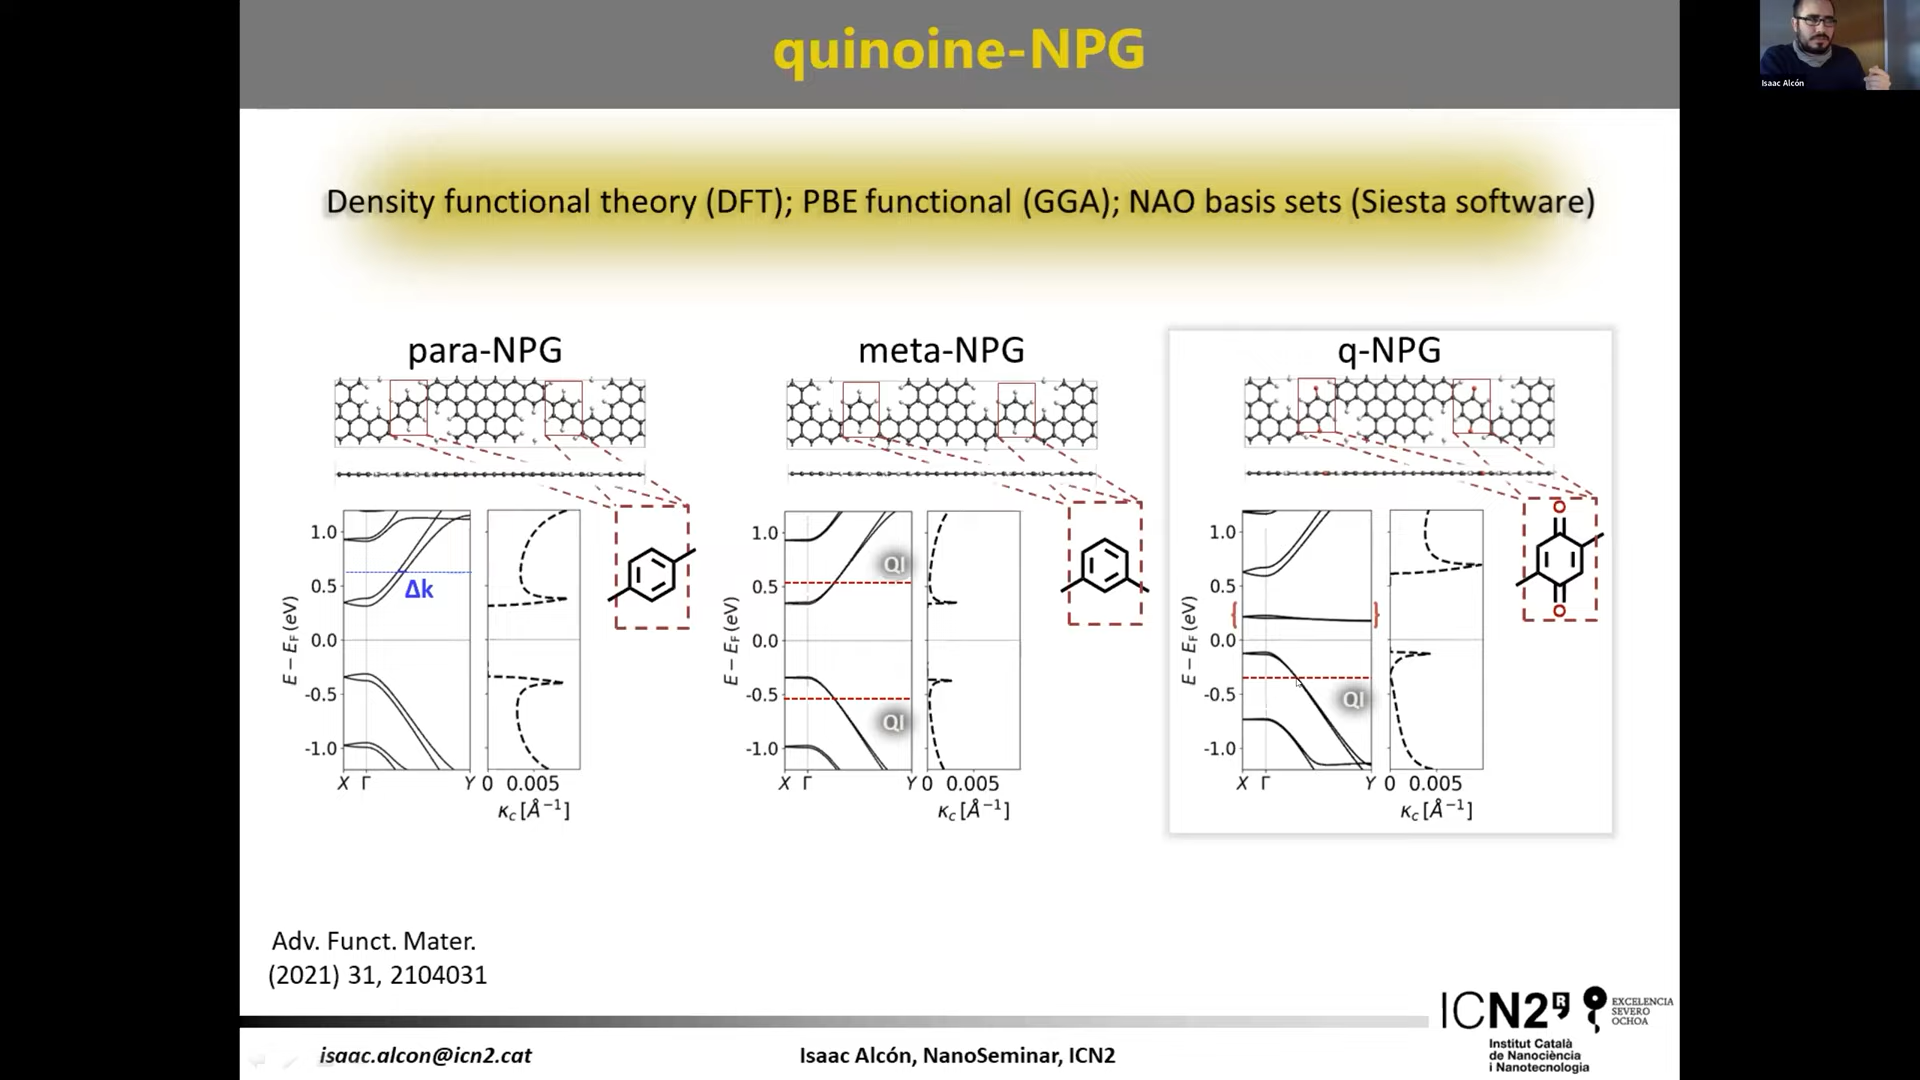 quinoine-NPG
Isaac Alcón
Density functional theory (DFT); PBE functional (GGA); NAO basis sets (Siesta software)
para-NPG
1.0
0.5
0.0
-0.5
-1.0
E − E_F (eV)
Δk
X Γ Y
0 0.005
κ_c [Å⁻¹]
meta-NPG
1.0
0.5
0.0
-0.5
-1.0
E − E_F (eV)
QI
QI
X Γ Y
0 0.005
κ_c [Å⁻¹]
q-NPG
1.0
0.5
0.0
-0.5
-1.0
E − E_F (eV)
{ }
QI
X Γ Y
0 0.005
κ_c [Å⁻¹]
O
O
Adv. Funct. Mater.
(2021) 31, 2104031
ICN2R
EXCELENCIA
SEVERO
OCHOA
Institut Català
de Nanociència
i Nanotecnologia
isaac.alcon@icn2.cat
Isaac Alcón, NanoSeminar, ICN2